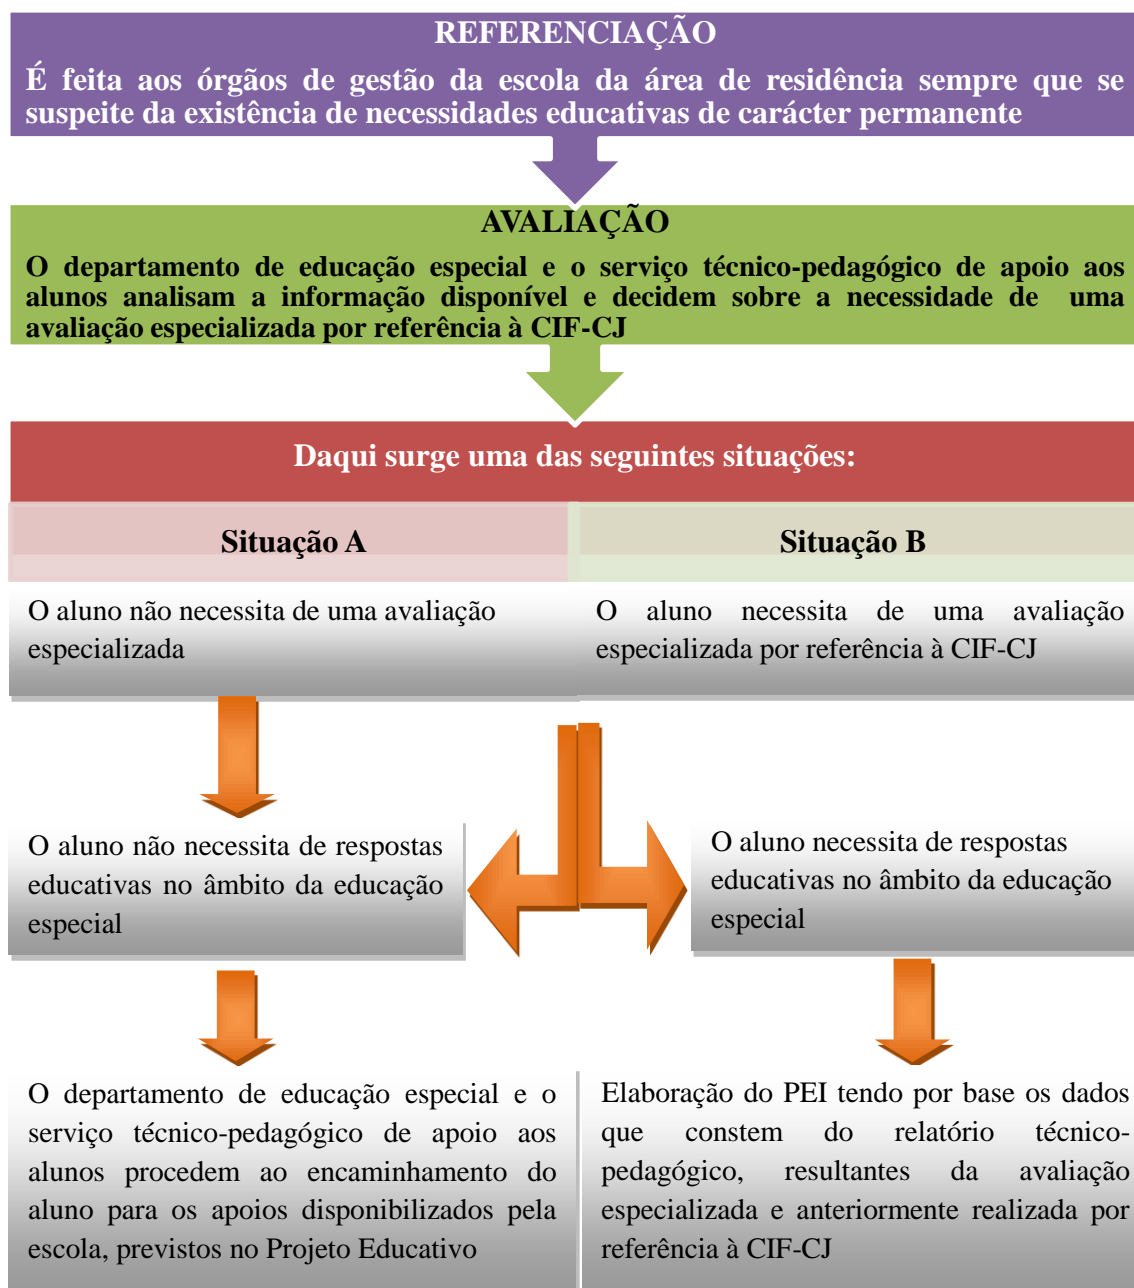 REFERENCIAÇÃO
É feita aos órgãos de gestão da escola da área de residência sempre que se
suspeite da existência de necessidades educativas de carácter permanente
AVALIAÇÃO
O departamento de educação especial e o serviço técnico-pedagógico de apoio aos
alunos analisam a informação disponível e decidem sobre a necessidade de uma
avaliação especializada por referência à CIF-CJ
Daqui surge uma das seguintes situações:
Situação A
Situação B
O aluno não necessita de uma avaliação
especializada
O aluno necessita de uma avaliação
especializada por referência à CIF-CJ
O aluno não necessita de respostas
educativas no âmbito da educação
especial
O aluno necessita de respostas
educativas no âmbito da educação
especial
O departamento de educação especial e o
serviço técnico-pedagógico de apoio aos
alunos procedem ao encaminhamento do
aluno para os apoios disponibilizados pela
escola, previstos no Projeto Educativo
Elaboração do PEI tendo por base os dados
que constem do relatório técnico-
pedagógico, resultantes da avaliação
especializada e anteriormente realizada por
referência à CIF-CJ